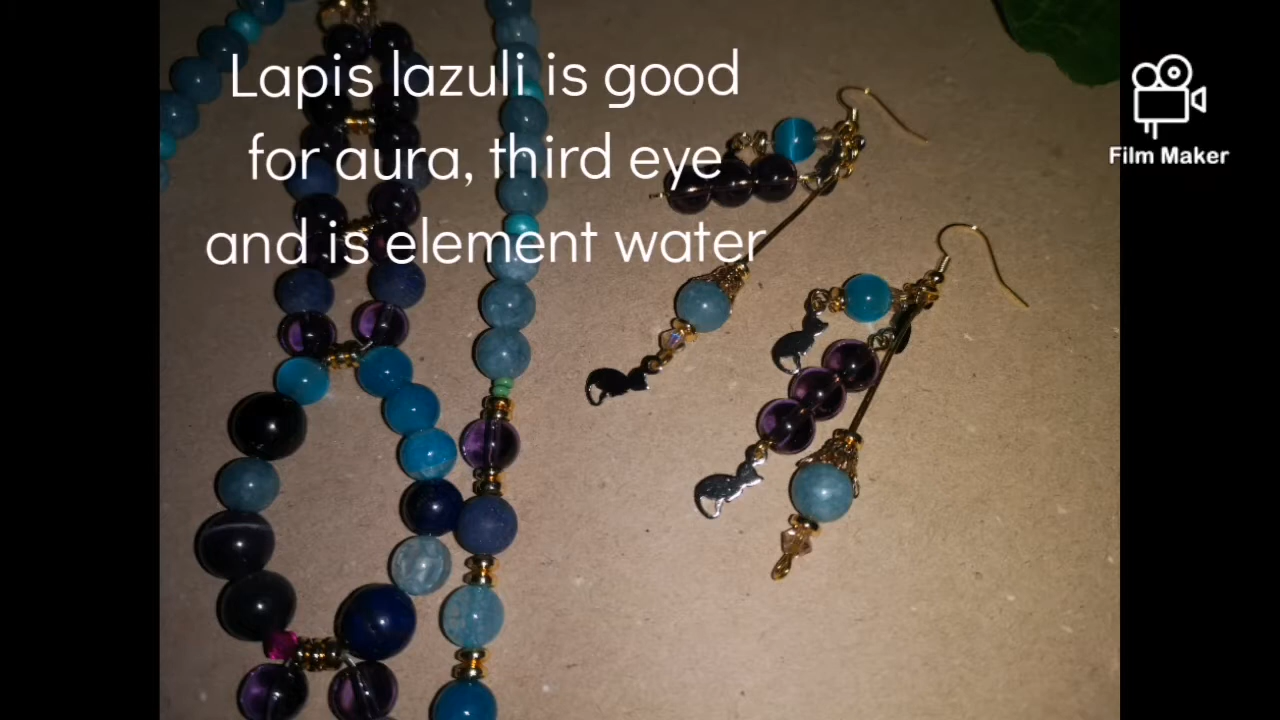 Lapis lazuli is good
for aura, third eye
and is element water
Film Maker